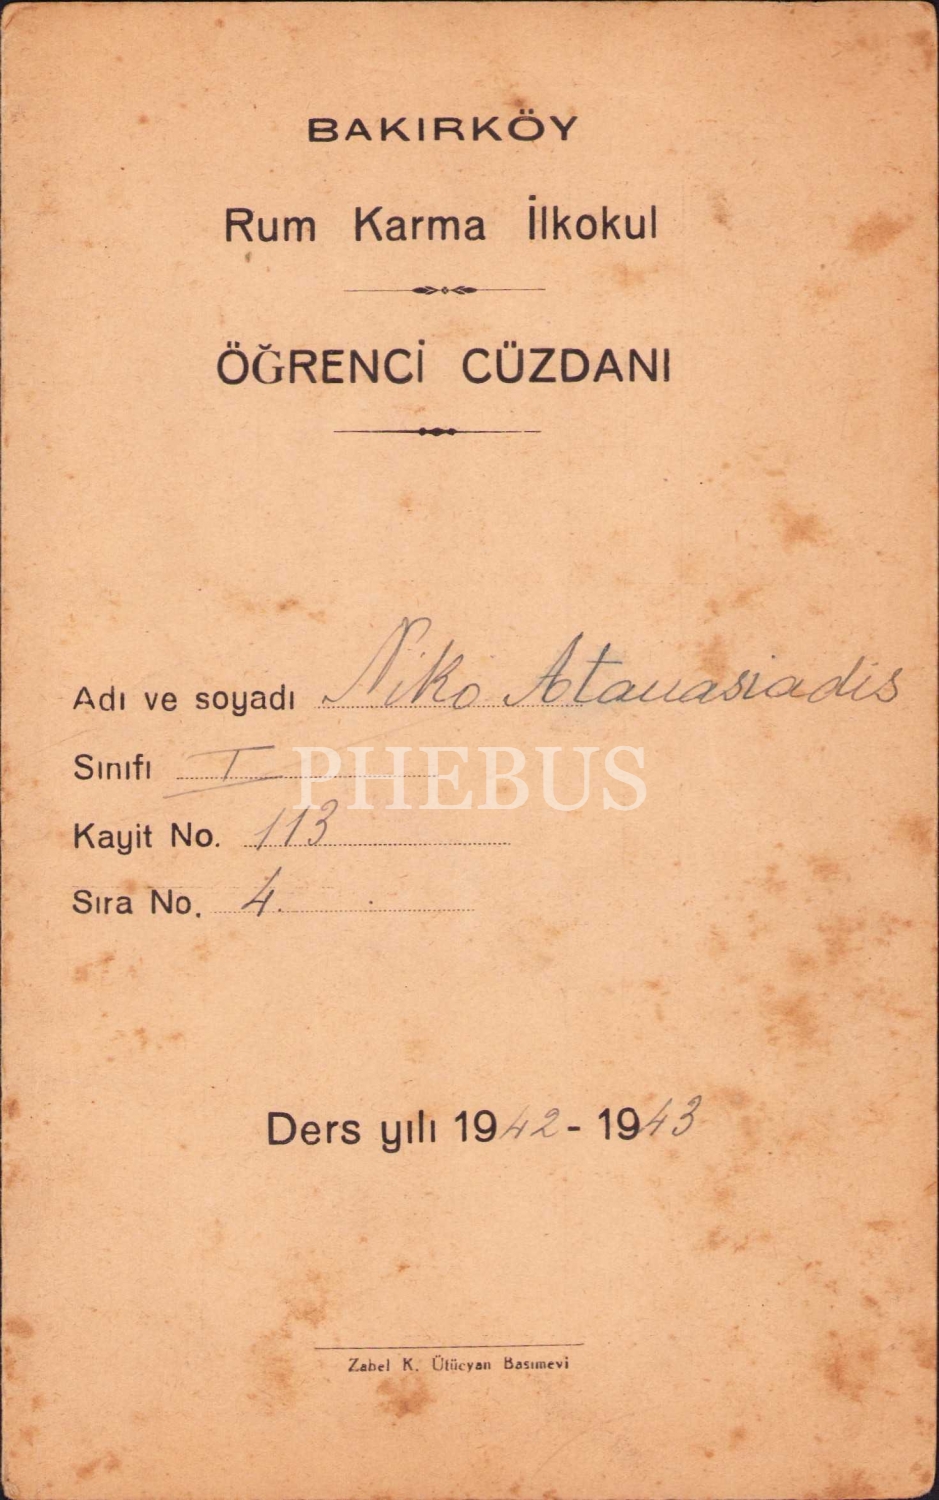 BAKIRKÖY
Rum Karma İlkokul
ÖĞRENCİ CÜZDANI
Adı ve soyadı Niko Atanasiadis
Sınıfı I
PHEBUS
Kayit No. 113
Sıra No. 4.
Ders yılı 1942 - 1943
Zabel K. Ütücyan Basımevi